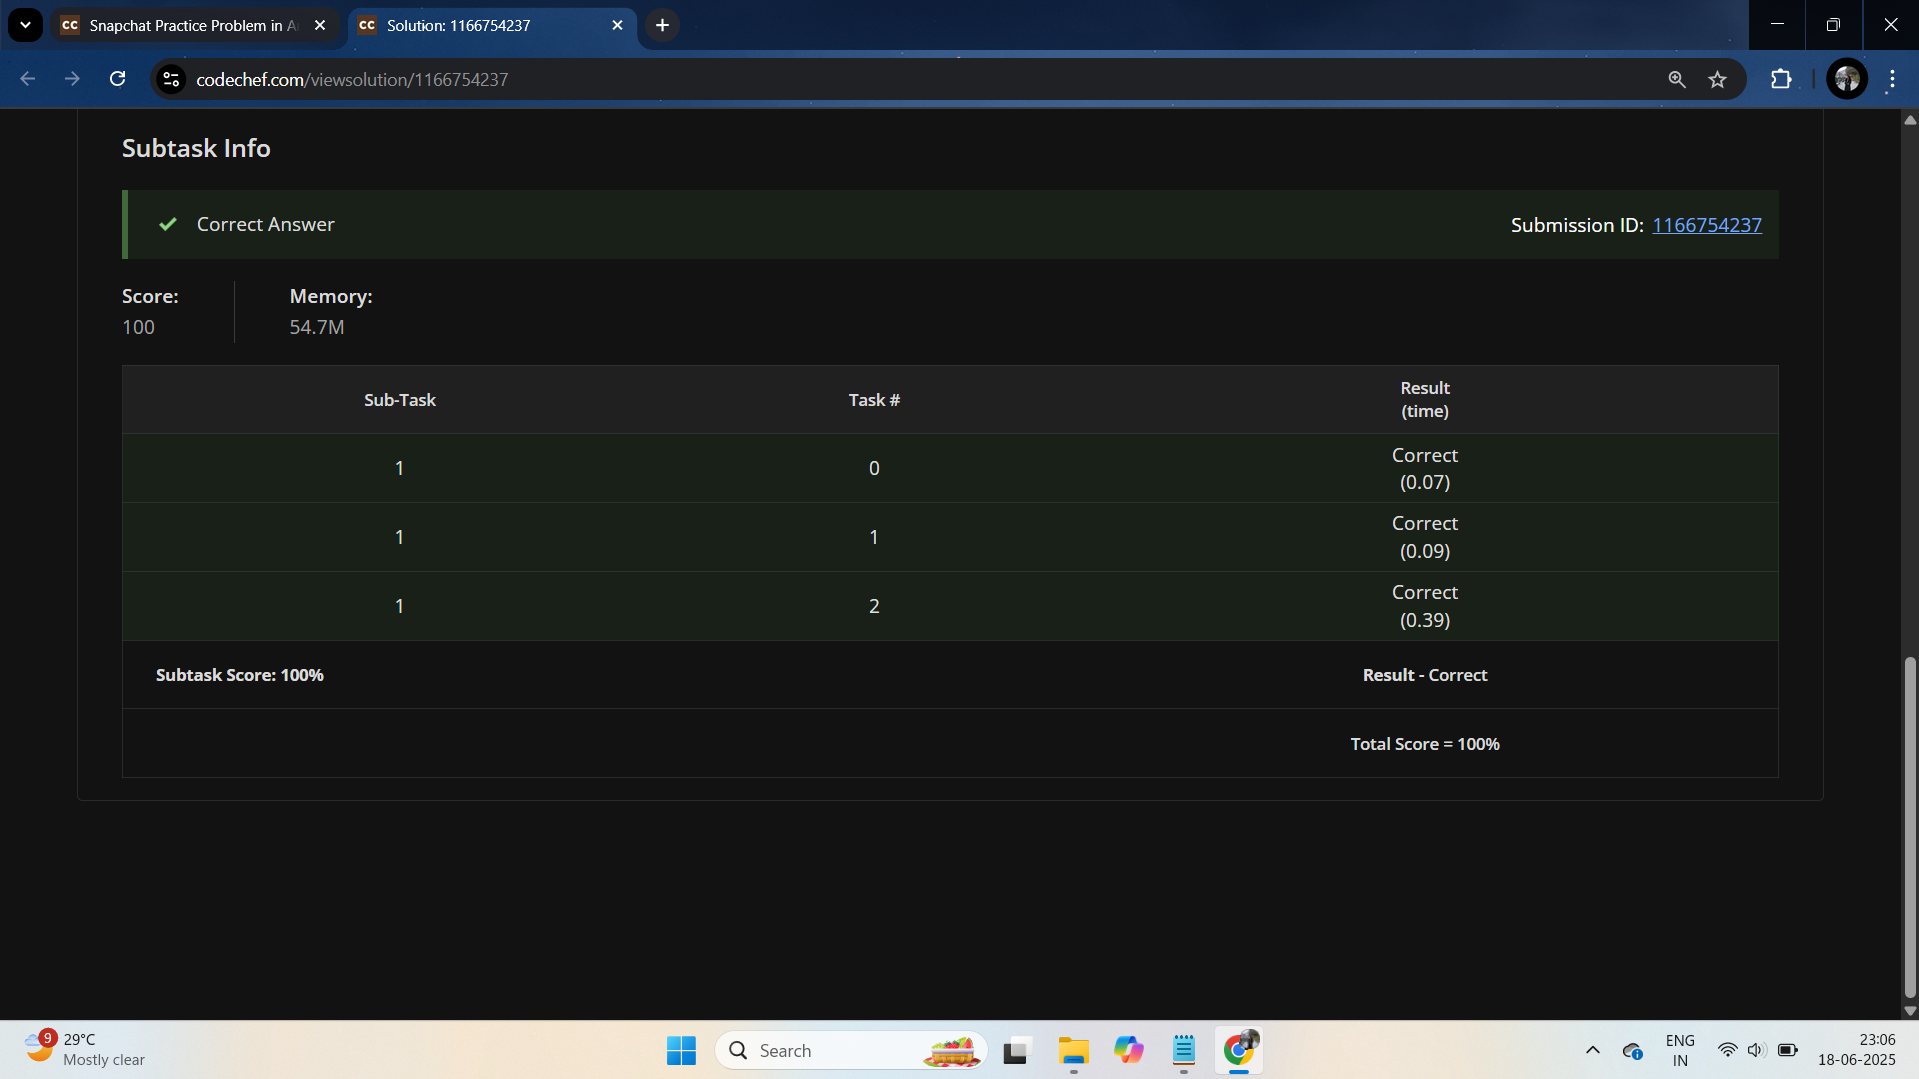 Snapchat Practice Problem in A
Solution: 1166754237
codechef.com/viewsolution/1166754237
Subtask Info
Correct Answer
Submission ID: 1166754237
Score:
100
Memory:
54.7M
Sub-Task Task # Result
(time)
1 0 Correct
(0.07)
1 1 Correct
(0.09)
1 2 Correct
(0.39)
Subtask Score: 100% Result - Correct
Total Score = 100%
9
29°C
Mostly clear
Search
ENG
IN
23:06
18-06-2025